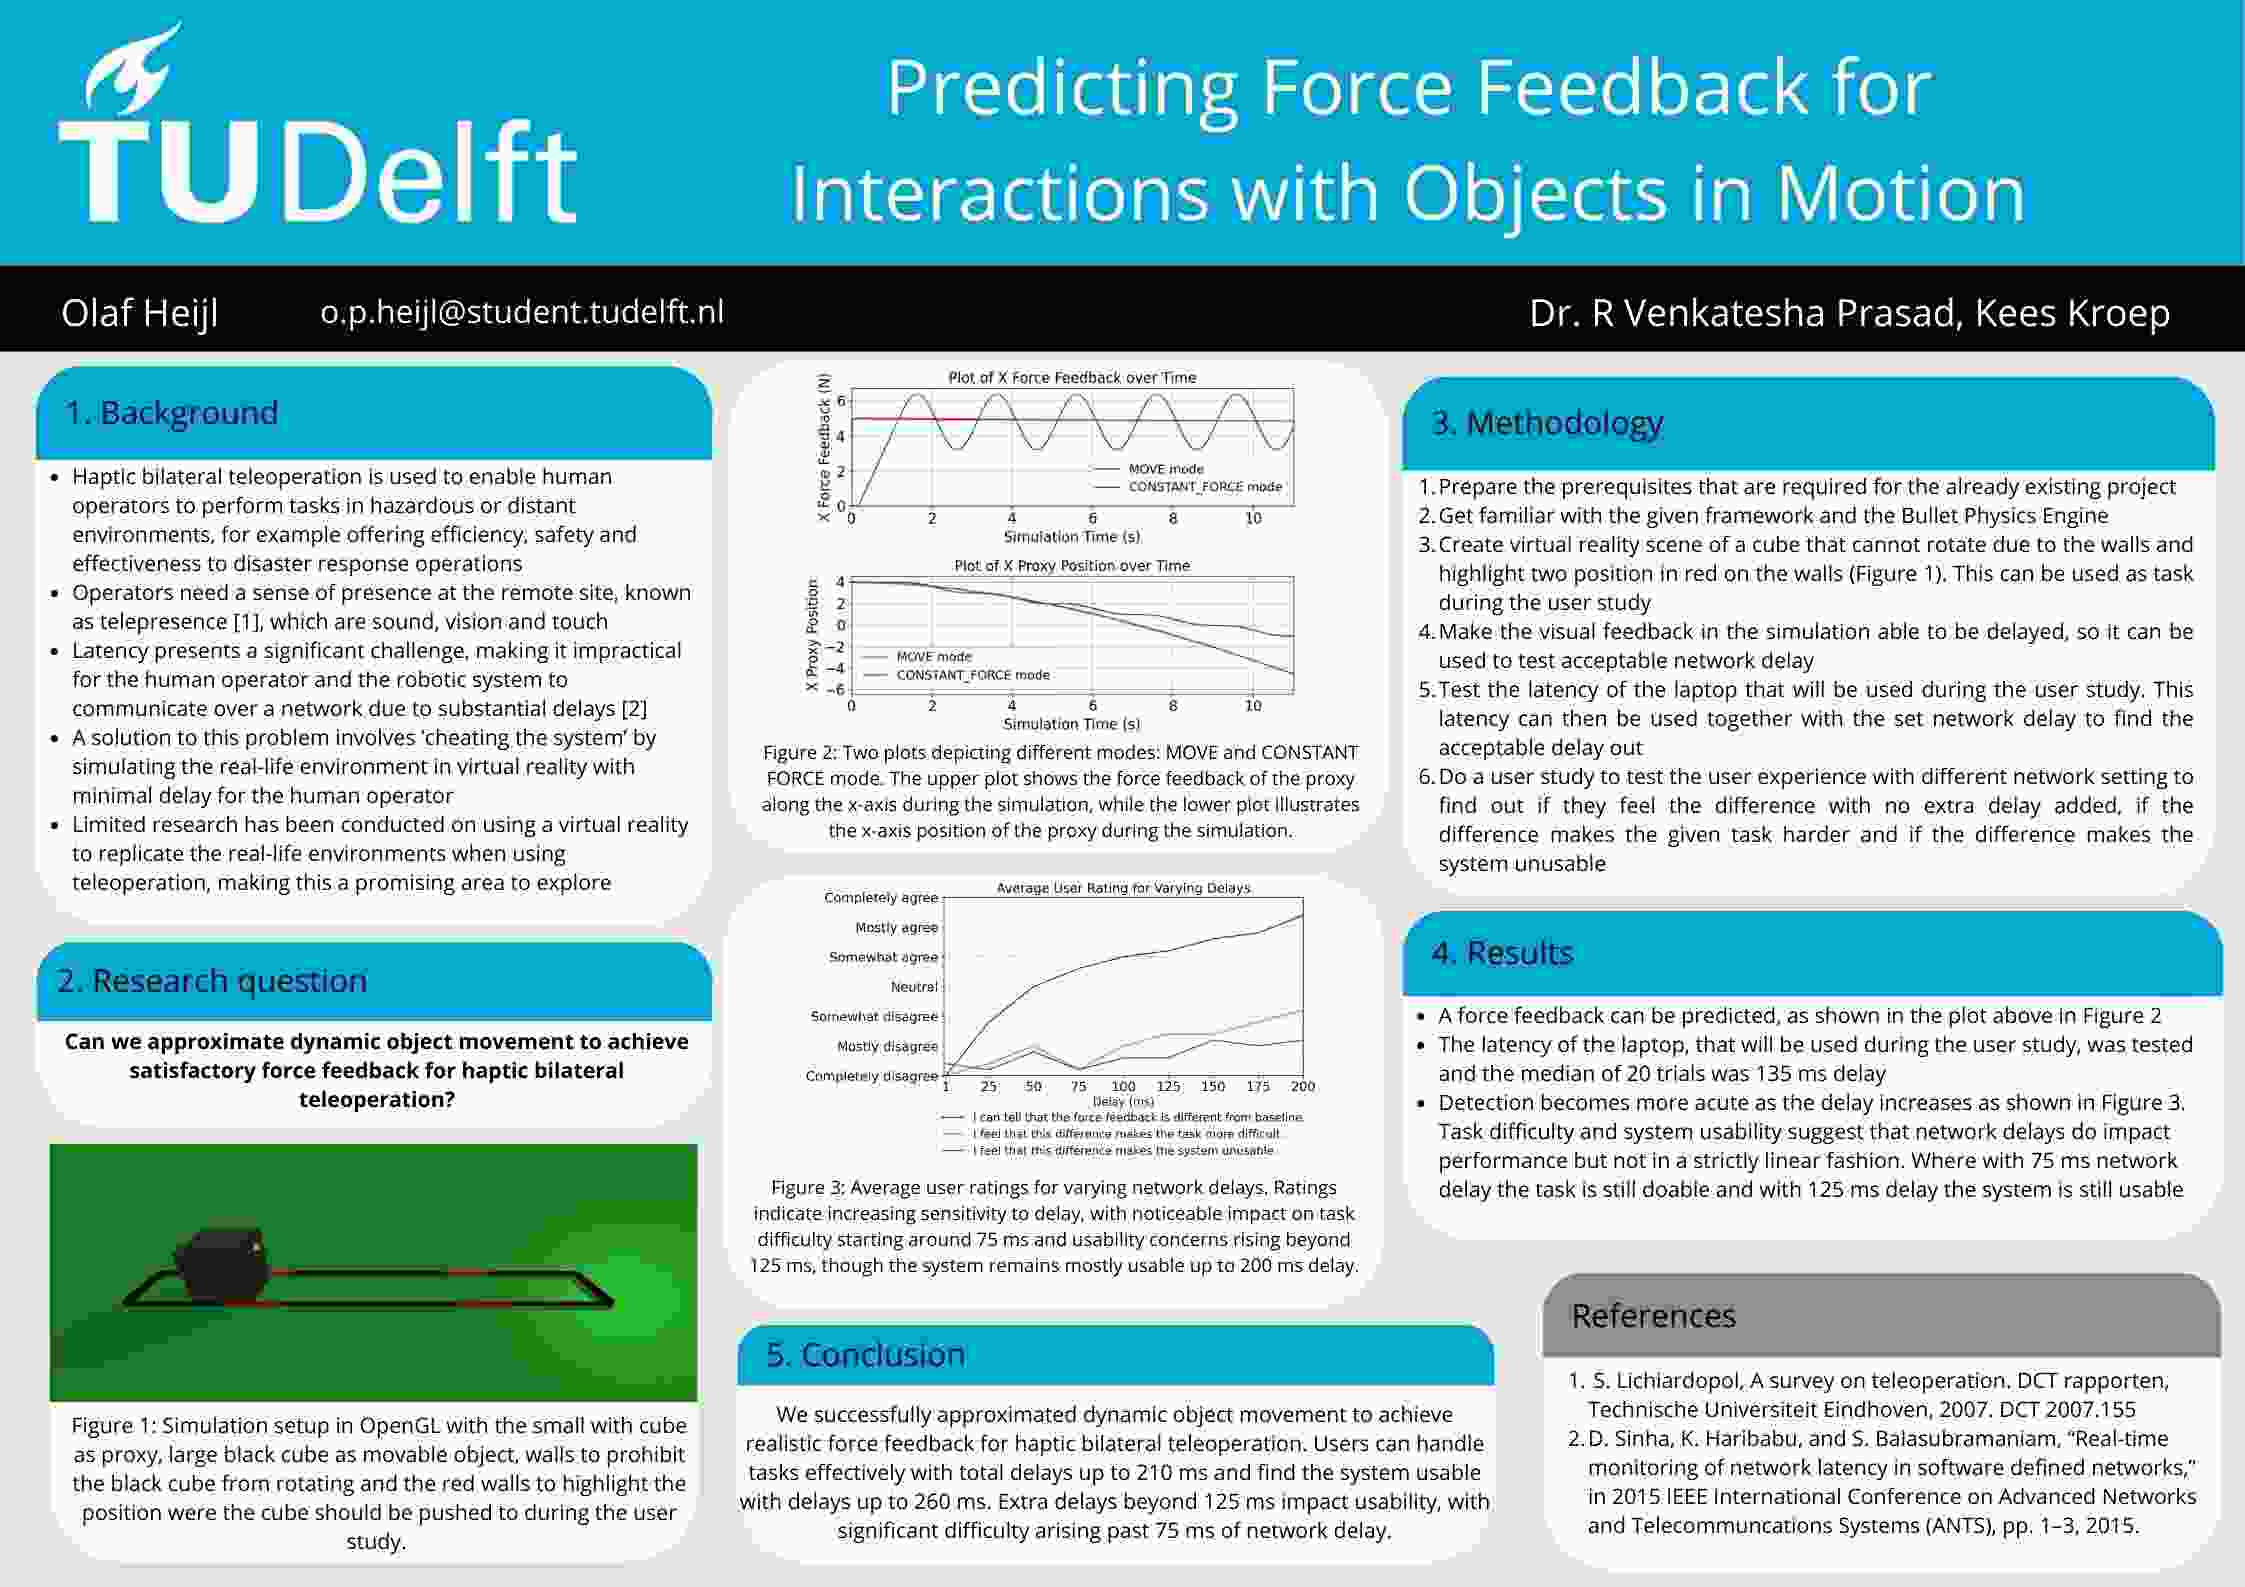 TUDelft
Predicting Force Feedback for
Interactions with Objects in Motion
Olaf Heijl
o.p.heijl@student.tudelft.nl
Dr. R Venkatesha Prasad, Kees Kroep
1. Background
• Haptic bilateral teleoperation is used to enable human
operators to perform tasks in hazardous or distant
environments, for example offering efficiency, safety and
effectiveness to disaster response operations
• Operators need a sense of presence at the remote site, known
as telepresence [1], which are sound, vision and touch
• Latency presents a significant challenge, making it impractical
for the human operator and the robotic system to
communicate over a network due to substantial delays [2]
• A solution to this problem involves 'cheating the system' by
simulating the real-life environment in virtual reality with
minimal delay for the human operator
• Limited research has been conducted on using a virtual reality
to replicate the real-life environments when using
teleoperation, making this a promising area to explore
2. Research question
Can we approximate dynamic object movement to achieve
satisfactory force feedback for haptic bilateral
teleoperation?
Figure 1: Simulation setup in OpenGL with the small with cube
as proxy, large black cube as movable object, walls to prohibit
the black cube from rotating and the red walls to highlight the
position were the cube should be pushed to during the user
study.
Plot of X Force Feedback over Time
X Force Feedback (N)
6
4
2
0
MOVE mode
CONSTANT_FORCE mode
0 2 4 6 8 10
Simulation Time (s)
Plot of X Proxy Position over Time
X Proxy Position
4
2
0
−2
−4
−6
MOVE mode
CONSTANT_FORCE mode
0 2 4 6 8 10
Simulation Time (s)
Figure 2: Two plots depicting different modes: MOVE and CONSTANT
FORCE mode. The upper plot shows the force feedback of the proxy
along the x-axis during the simulation, while the lower plot illustrates
the x-axis position of the proxy during the simulation.
Average User Rating for Varying Delays
Completely agree
Mostly agree
Somewhat agree
Neutral
Somewhat disagree
Mostly disagree
Completely disagree
1 25 50 75 100 125 150 175 200
Delay (ms)
I can tell that the force feedback is different from baseline.
I feel that this difference makes the task more difficult.
I feel that this difference makes the system unusable.
Figure 3: Average user ratings for varying network delays. Ratings
indicate increasing sensitivity to delay, with noticeable impact on task
difficulty starting around 75 ms and usability concerns rising beyond
125 ms, though the system remains mostly usable up to 200 ms delay.
3. Methodology
1. Prepare the prerequisites that are required for the already existing project
2. Get familiar with the given framework and the Bullet Physics Engine
3. Create virtual reality scene of a cube that cannot rotate due to the walls and
highlight two position in red on the walls (Figure 1). This can be used as task
during the user study
4. Make the visual feedback in the simulation able to be delayed, so it can be
used to test acceptable network delay
5. Test the latency of the laptop that will be used during the user study. This
latency can then be used together with the set network delay to find the
acceptable delay out
6. Do a user study to test the user experience with different network setting to
find out if they feel the difference with no extra delay added, if the
difference makes the given task harder and if the difference makes the
system unusable
4. Results
• A force feedback can be predicted, as shown in the plot above in Figure 2
• The latency of the laptop, that will be used during the user study, was tested
and the median of 20 trials was 135 ms delay
• Detection becomes more acute as the delay increases as shown in Figure 3.
Task difficulty and system usability suggest that network delays do impact
performance but not in a strictly linear fashion. Where with 75 ms network
delay the task is still doable and with 125 ms delay the system is still usable
5. Conclusion
We successfully approximated dynamic object movement to achieve
realistic force feedback for haptic bilateral teleoperation. Users can handle
tasks effectively with total delays up to 210 ms and find the system usable
with delays up to 260 ms. Extra delays beyond 125 ms impact usability, with
significant difficulty arising past 75 ms of network delay.
References
1. S. Lichiardopol, A survey on teleoperation. DCT rapporten,
Technische Universiteit Eindhoven, 2007. DCT 2007.155
2. D. Sinha, K. Haribabu, and S. Balasubramaniam, “Real-time
monitoring of network latency in software defined networks,”
in 2015 IEEE International Conference on Advanced Networks
and Telecommuncations Systems (ANTS), pp. 1–3, 2015.